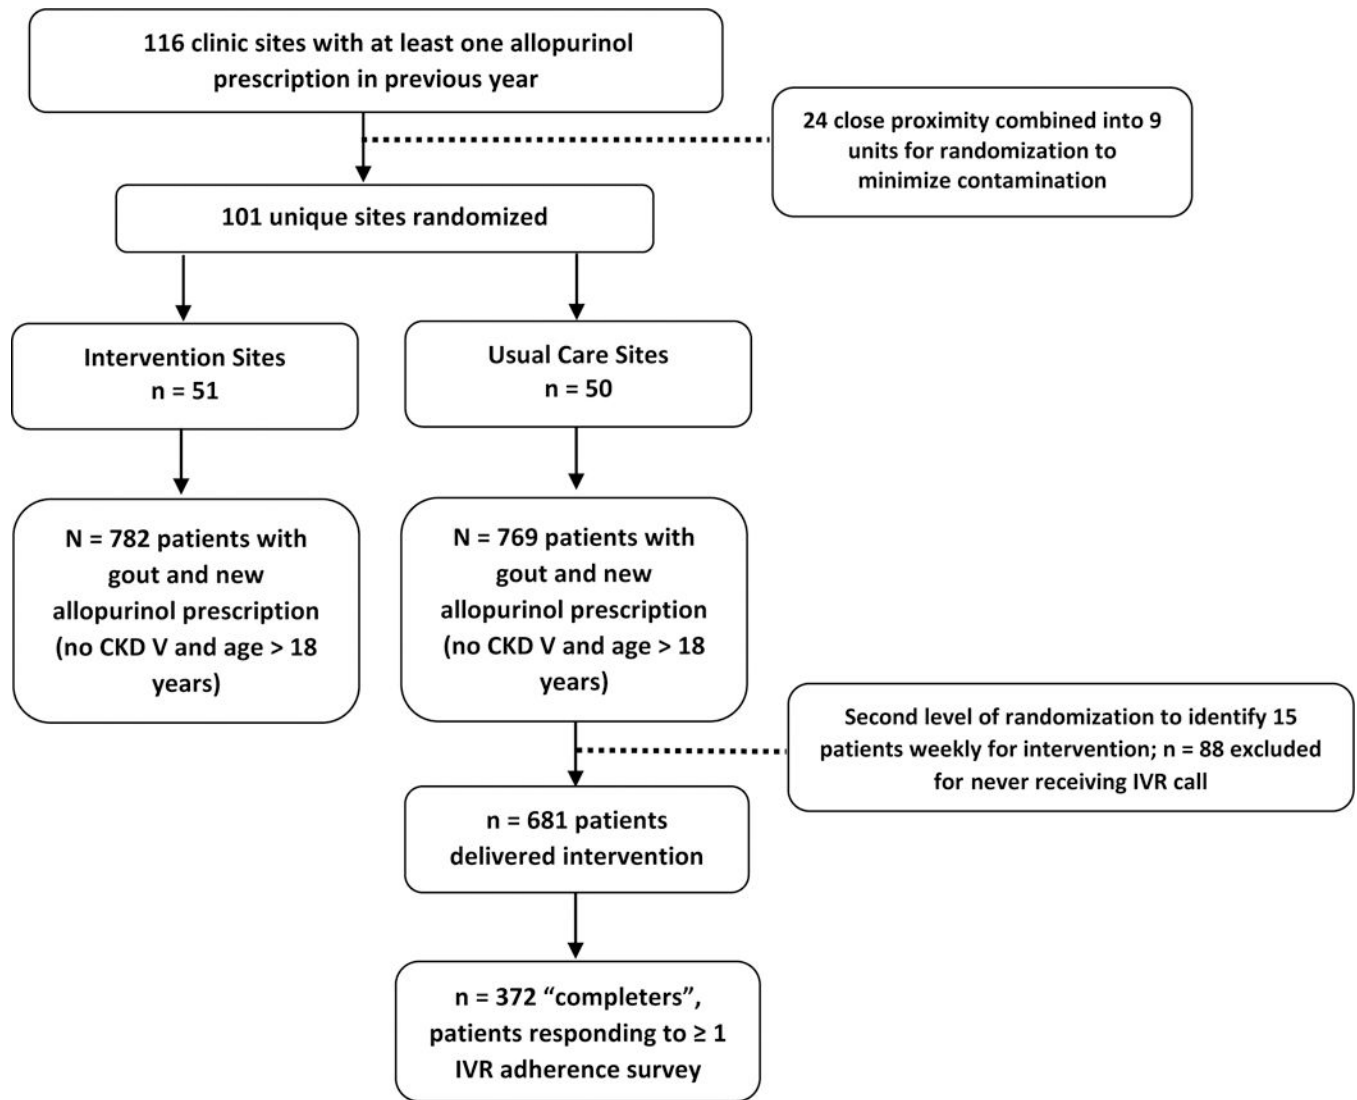 116 clinic sites with at least one allopurinol
prescription in previous year
24 close proximity combined into 9
units for randomization to
minimize contamination
101 unique sites randomized
Intervention Sites
n = 51
Usual Care Sites
n = 50
N = 782 patients with
gout and new
allopurinol prescription
(no CKD V and age > 18
years)
N = 769 patients with
gout and new
allopurinol prescription
(no CKD V and age > 18
years)
Second level of randomization to identify 15
patients weekly for intervention; n = 88 excluded
for never receiving IVR call
n = 681 patients
delivered intervention
n = 372 “completers”,
patients responding to ≥ 1
IVR adherence survey